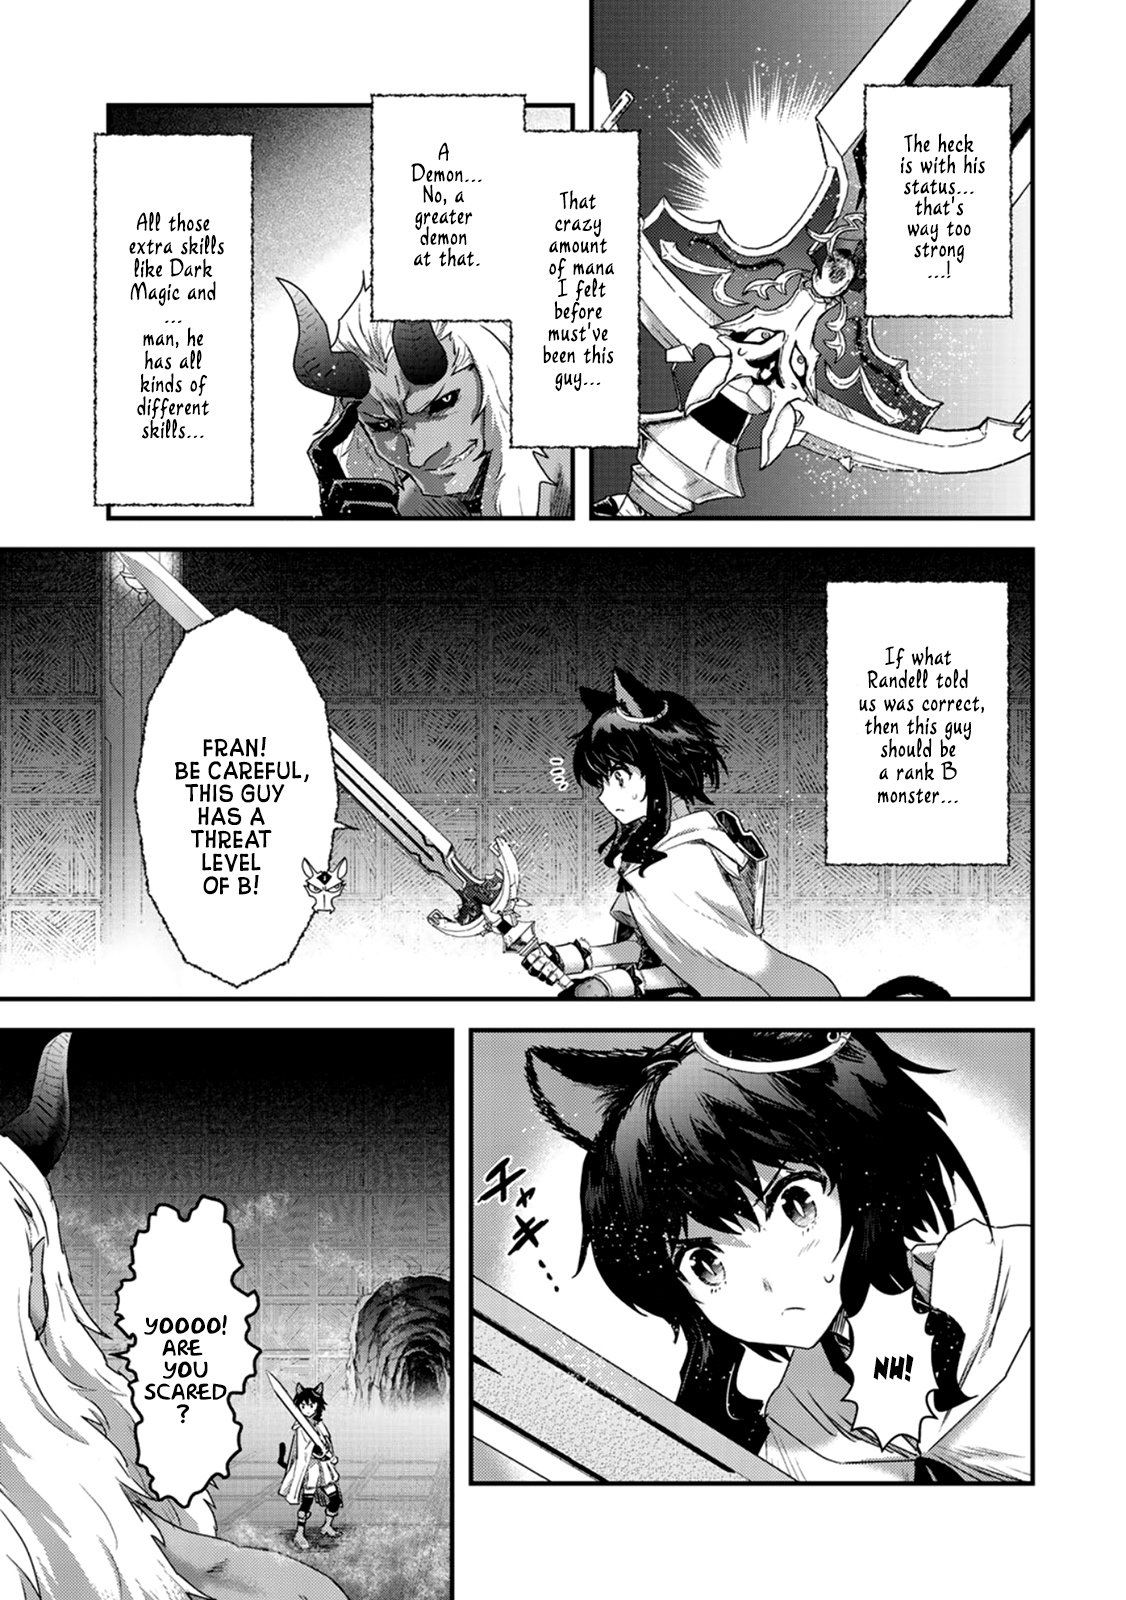 The heck
is with his
status...
that's
way too
strong
...!
That
crazy
amount
of mana
I felt
before
must've
been this
guy...
A
Demon...
No, a
greater
demon
at that.
All those
extra skills
like Dark
Magic and
...
man, he
has all
kinds of
different
skills...
If what
Randell told
us was correct,
then this guy
should be
a rank B
monster...
FRAN!
BE CAREFUL,
THIS GUY
HAS A
THREAT
LEVEL
OF B!
チャキ...
NH!
YOOOO!
ARE
YOU
SCARED
?